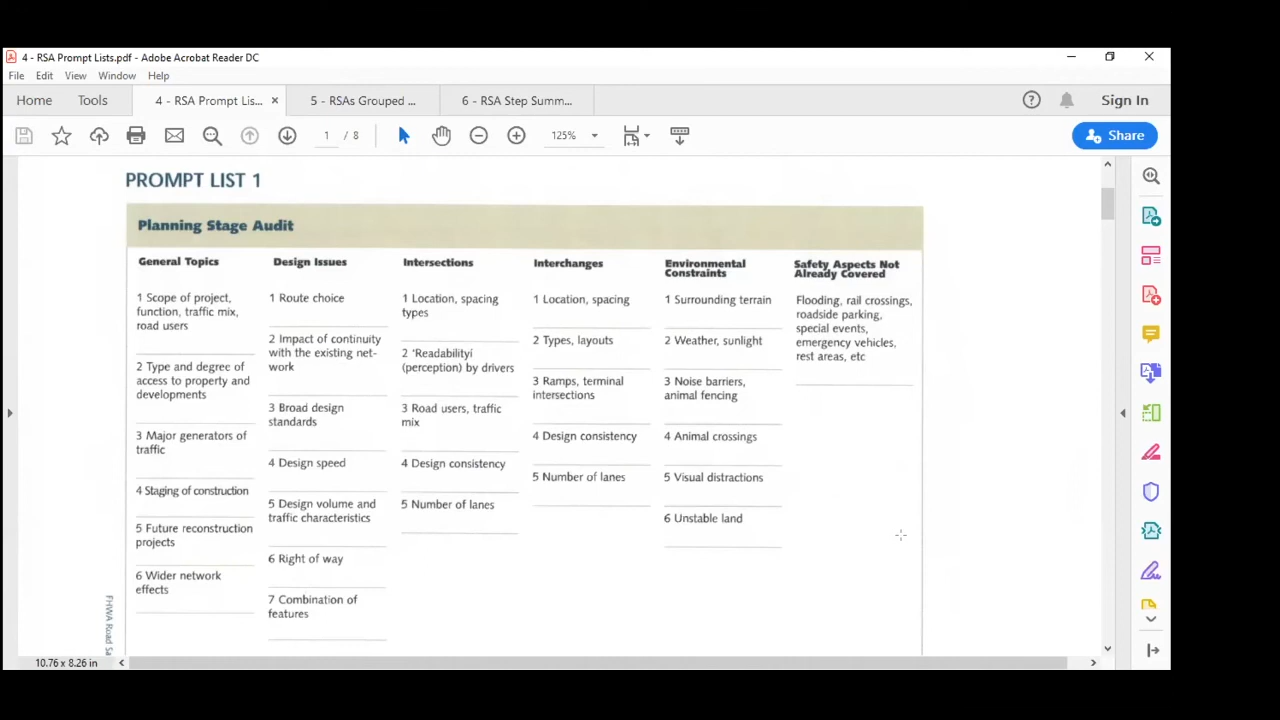 4 - RSA Prompt Lists.pdf - Adobe Acrobat Reader DC
File Edit View Window Help
Home Tools 4 - RSA Prompt Lis... × 5 - RSAs Grouped ... 6 - RSA Step Summ... Sign In
1 / 8 125% Share
PROMPT LIST 1
Planning Stage Audit
General Topics
1 Scope of project,
function, traffic mix,
road users
2 Type and degree of
access to property and
developments
3 Major generators of
traffic
4 Staging of construction
5 Future reconstruction
projects
6 Wider network
effects
Design Issues
1 Route choice
2 Impact of continuity
with the existing net-
work
3 Broad design
standards
4 Design speed
5 Design volume and
traffic characteristics
6 Right of way
7 Combination of
features
Intersections
1 Location, spacing
types
2 ‘Readabilityí
(perception) by drivers
3 Road users, traffic
mix
4 Design consistency
5 Number of lanes
Interchanges
1 Location, spacing
2 Types, layouts
3 Ramps, terminal
intersections
4 Design consistency
5 Number of lanes
Environmental
Constraints
1 Surrounding terrain
2 Weather, sunlight
3 Noise barriers,
animal fencing
4 Animal crossings
5 Visual distractions
6 Unstable land
Safety Aspects Not
Already Covered
Flooding, rail crossings,
roadside parking,
special events,
emergency vehicles,
rest areas, etc
FHWA Road
10.76 x 8.26 in